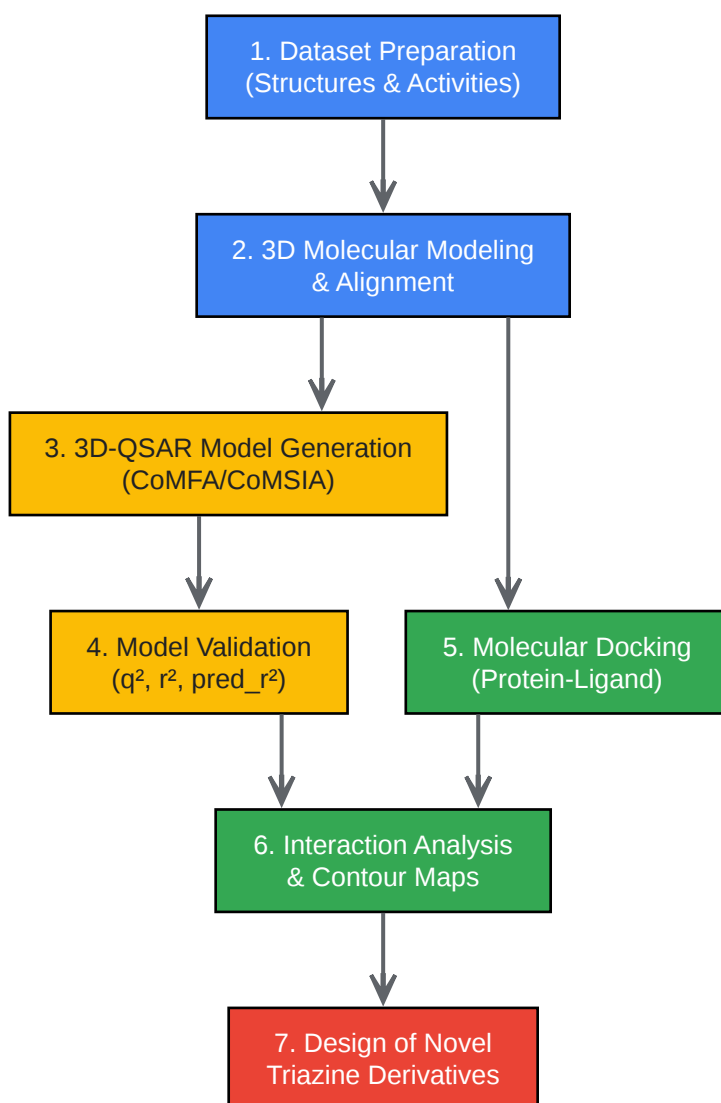 1. Dataset Preparation
(Structures & Activities)
2. 3D Molecular Modeling
& Alignment
3. 3D-QSAR Model Generation
(CoMFA/CoMSIA)
4. Model Validation
(q², r², pred_r²)
5. Molecular Docking
(Protein-Ligand)
6. Interaction Analysis
& Contour Maps
7. Design of Novel
Triazine Derivatives